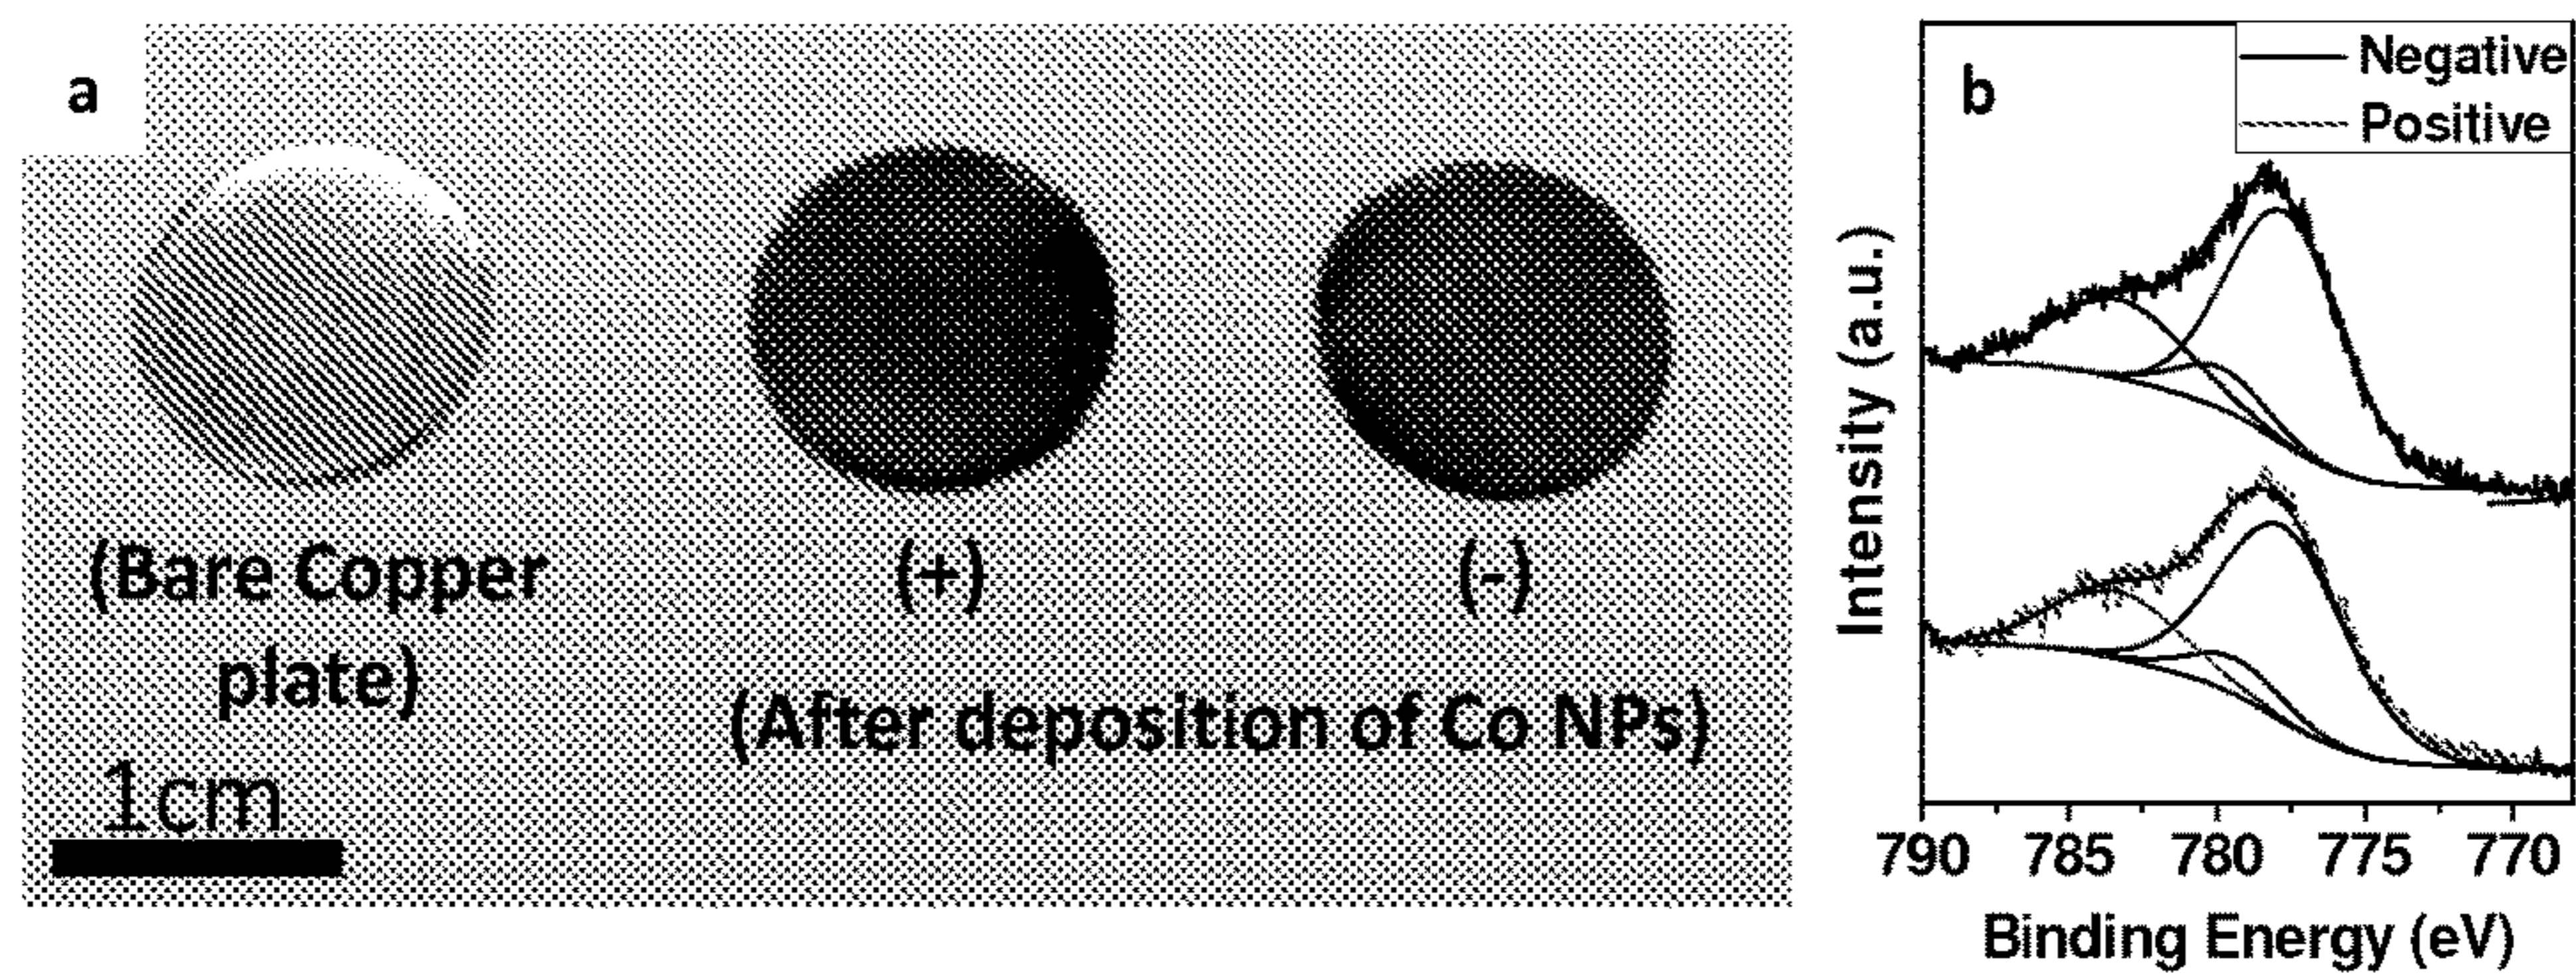 a
(Bare Copper
plate)
(+)
(-)
(After deposition of Co NPs)
1cm
b
Negative
Positive
Intensity (a.u.)
790 785 780 775 770
Binding Energy (eV)